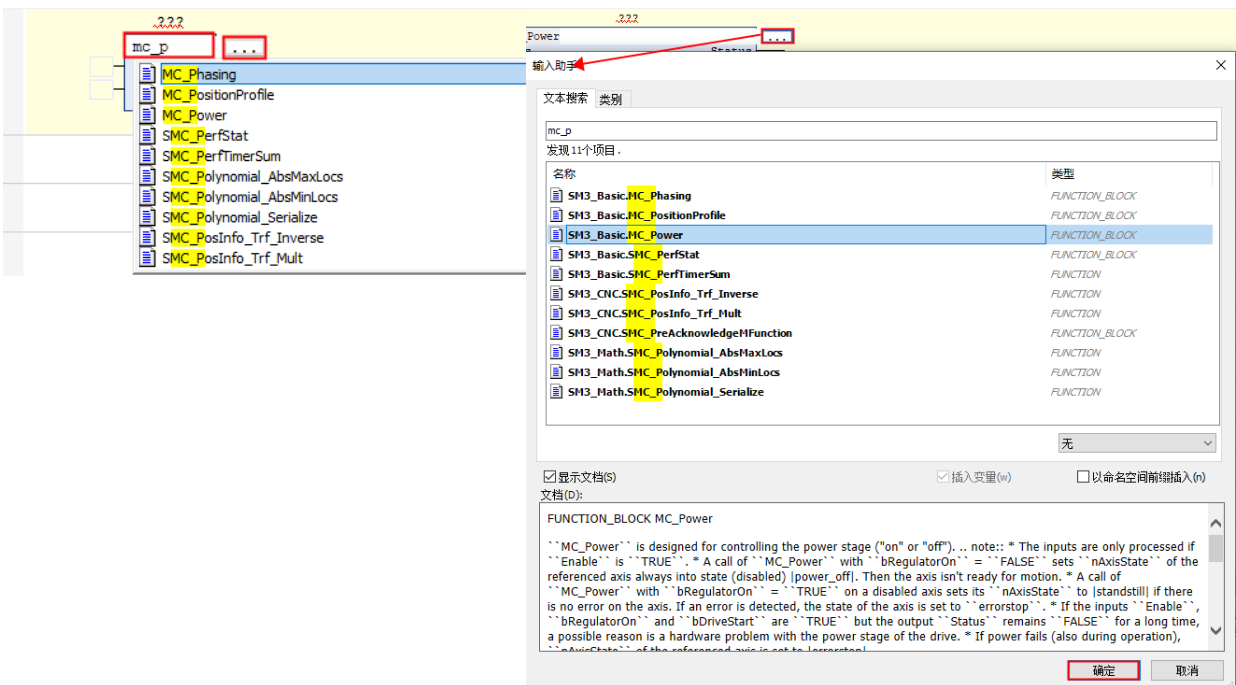 ???
mc_p
...
MC_Phasing
MC_PositionProfile
MC_Power
SMC_PerfStat
SMC_PerfTimerSum
SMC_Polynomial_AbsMaxLocs
SMC_Polynomial_AbsMinLocs
SMC_Polynomial_Serialize
SMC_PosInfo_Trf_Inverse
SMC_PosInfo_Trf_Mult
???
Power
...
Status
输入助手
文本搜索 类别
mc_p
发现11个项目.
名称 类型
SM3_Basic.MC_Phasing FUNCTION_BLOCK
SM3_Basic.MC_PositionProfile FUNCTION_BLOCK
SM3_Basic.MC_Power FUNCTION_BLOCK
SM3_Basic.SMC_PerfStat FUNCTION_BLOCK
SM3_Basic.SMC_PerfTimerSum FUNCTION
SM3_CNC.SMC_PosInfo_Trf_Inverse FUNCTION
SM3_CNC.SMC_PosInfo_Trf_Mult FUNCTION
SM3_CNC.SMC_PreAcknowledgeMFunction FUNCTION_BLOCK
SM3_Math.SMC_Polynomial_AbsMaxLocs FUNCTION
SM3_Math.SMC_Polynomial_AbsMinLocs FUNCTION
SM3_Math.SMC_Polynomial_Serialize FUNCTION
无
显示文档(S) 插入变量(w) 以命名空间前缀插入(n)
文档(D):
FUNCTION_BLOCK MC_Power
``MC_Power`` is designed for controlling the power stage ("on" or "off"). .. note:: * The inputs are only processed if
``Enable`` is ``TRUE``. * A call of ``MC_Power`` with ``bRegulatorOn`` = ``FALSE`` sets ``nAxisState`` of the
referenced axis always into state (disabled) |power_off|. Then the axis isn't ready for motion. * A call of
``MC_Power`` with ``bRegulatorOn`` = ``TRUE`` on a disabled axis sets its ``nAxisState`` to |standstill| if there
is no error on the axis. If an error is detected, the state of the axis is set to ``errorstop``. * If the inputs ``Enable``,
``bRegulatorOn`` and ``bDriveStart`` are ``TRUE`` but the output ``Status`` remains ``FALSE`` for a long time,
a possible reason is a hardware problem with the power stage of the drive. * If power fails (also during operation),
``nAxisState`` of the referenced axis is set to |errorstop|
确定 取消